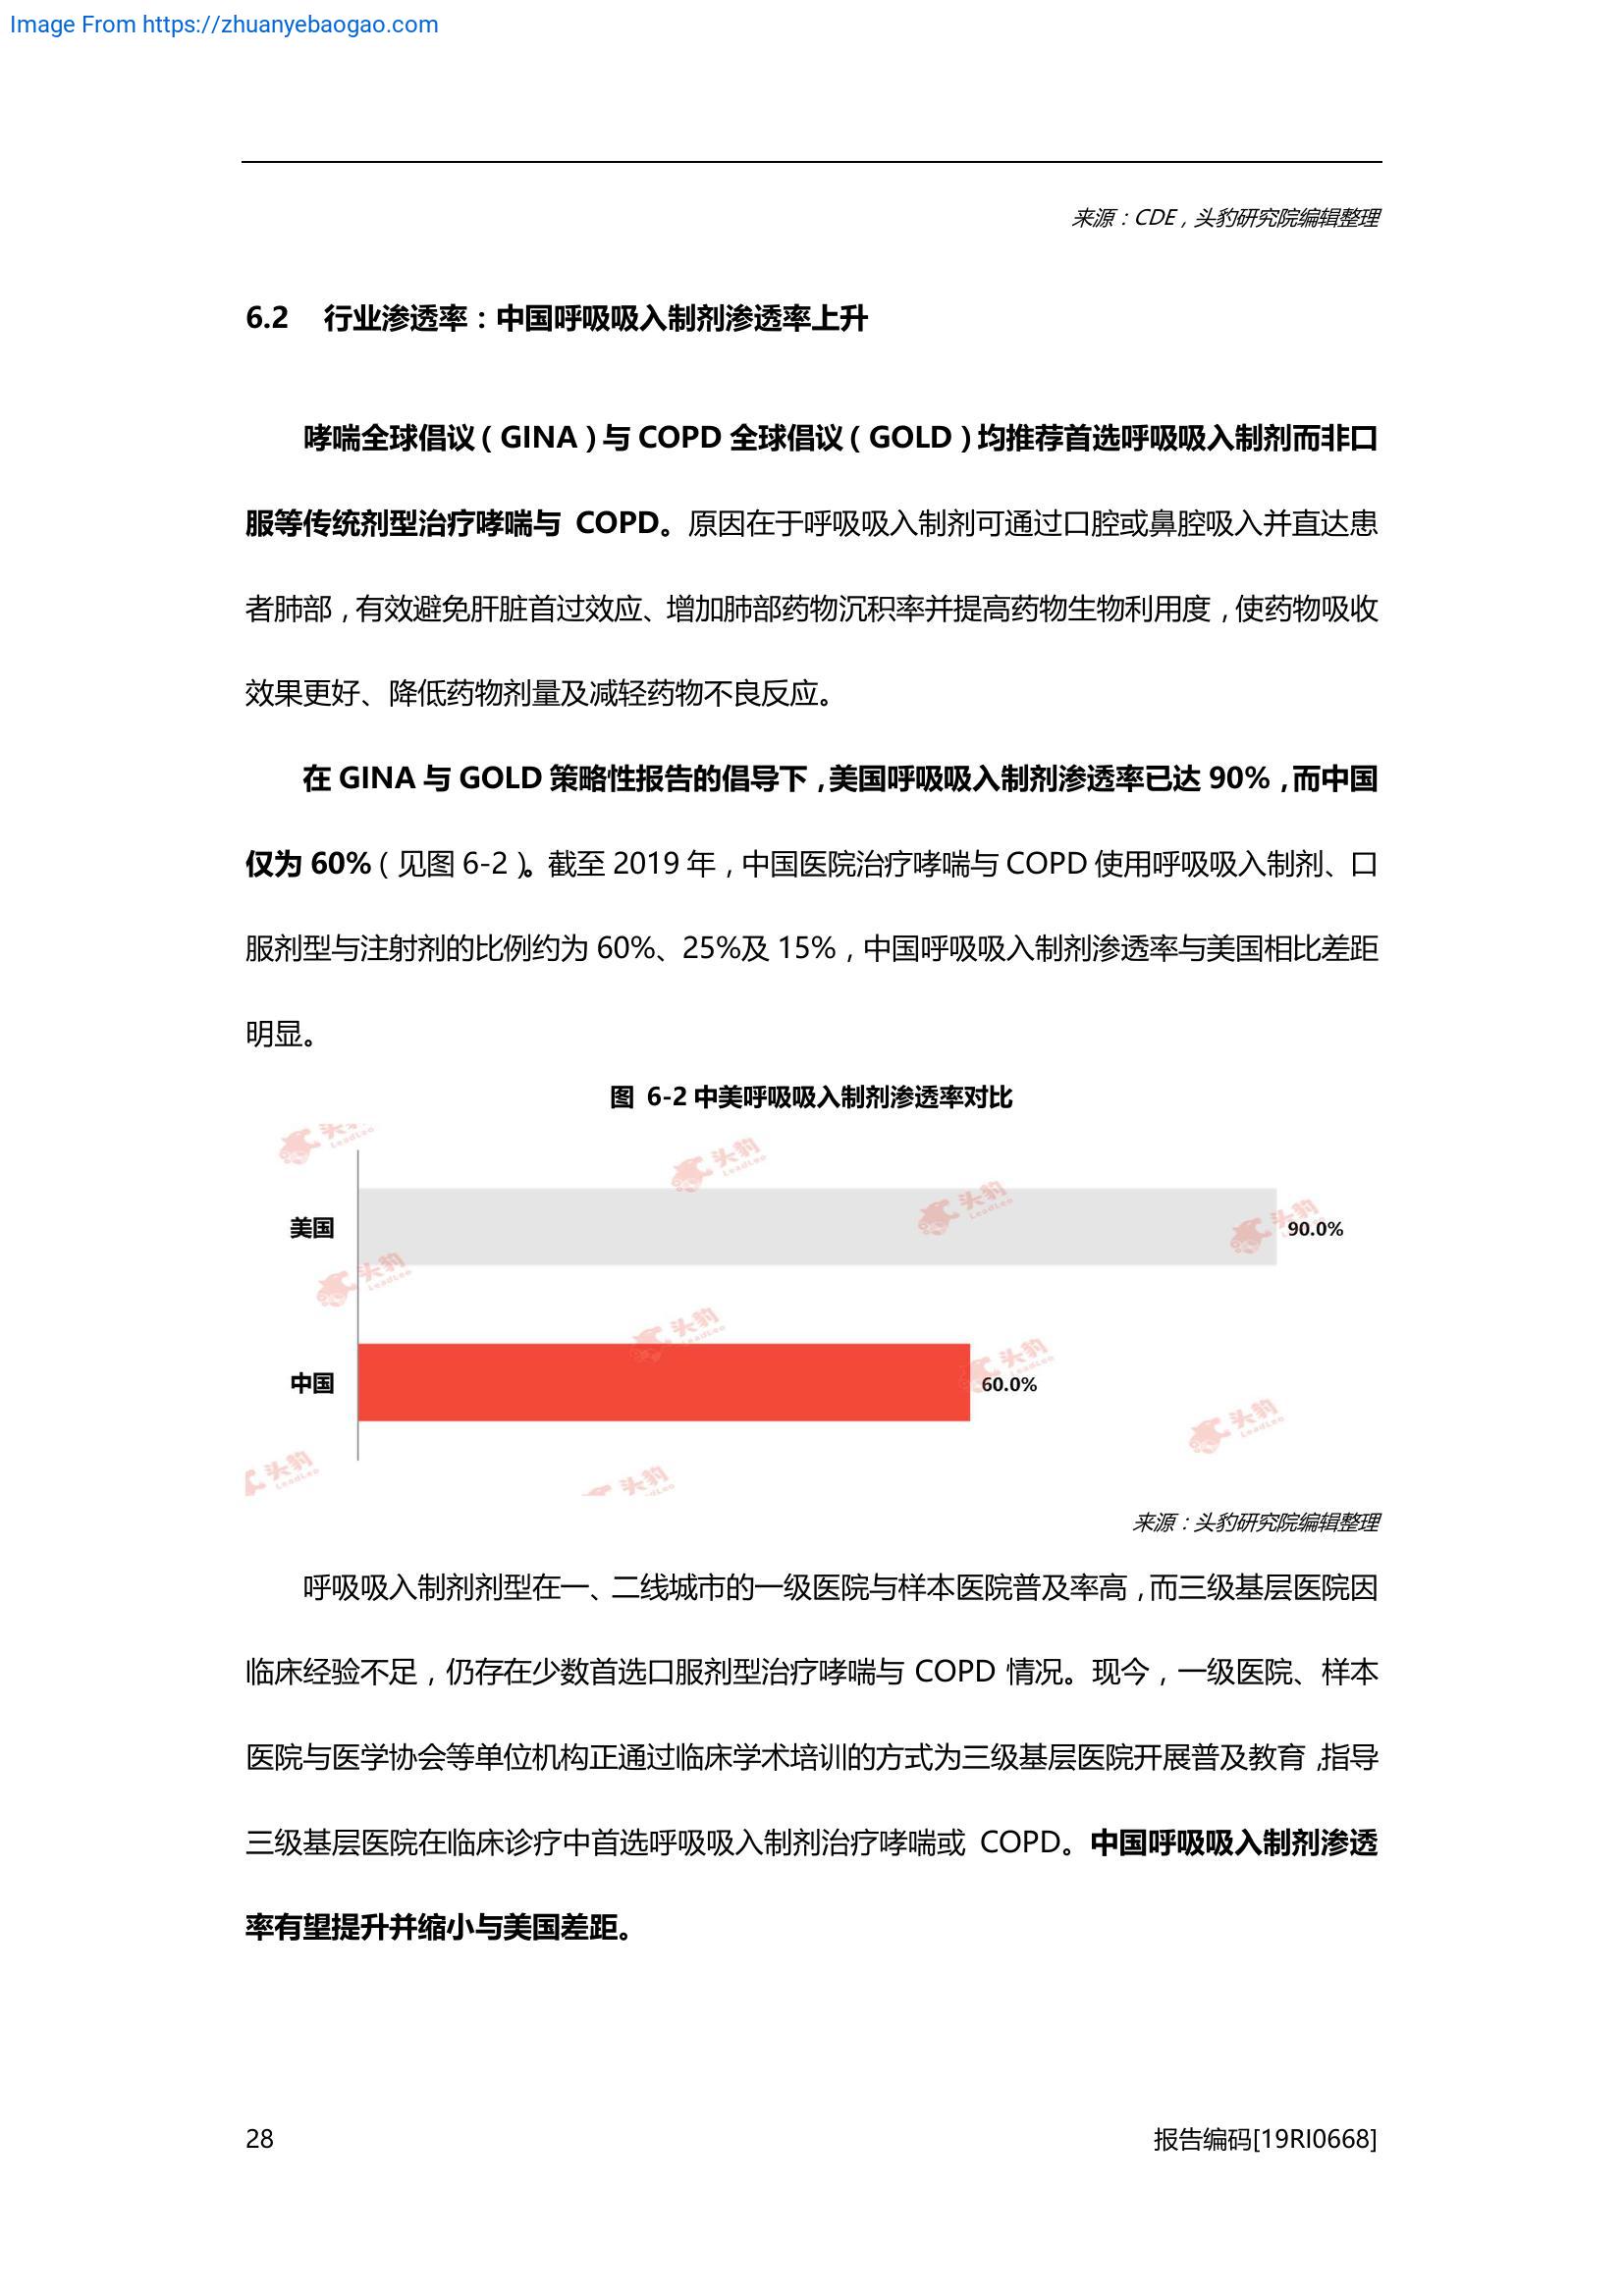 Image From https://zhuanyebaogao.com
来源：CDE，头豹研究院编辑整理
6.2 行业渗透率：中国呼吸吸入制剂渗透率上升
哮喘全球倡议（GINA）与 COPD 全球倡议（GOLD）均推荐首选呼吸吸入制剂而非口
服等传统剂型治疗哮喘与 COPD。原因在于呼吸吸入制剂可通过口腔或鼻腔吸入并直达患
者肺部，有效避免肝脏首过效应、增加肺部药物沉积率并提高药物生物利用度，使药物吸收
效果更好、降低药物剂量及减轻药物不良反应。
在 GINA 与 GOLD 策略性报告的倡导下，美国呼吸吸入制剂渗透率已达 90%，而中国
仅为 60%（见图 6-2）。截至 2019 年，中国医院治疗哮喘与 COPD 使用呼吸吸入制剂、口
服剂型与注射剂的比例约为 60%、25%及 15%，中国呼吸吸入制剂渗透率与美国相比差距
明显。
图 6-2 中美呼吸吸入制剂渗透率对比
头豹 LeadLeo
美国 90.0%
中国 60.0%
来源：头豹研究院编辑整理
呼吸吸入制剂剂型在一、二线城市的一级医院与样本医院普及率高，而三级基层医院因
临床经验不足，仍存在少数首选口服剂型治疗哮喘与 COPD 情况。现今，一级医院、样本
医院与医学协会等单位机构正通过临床学术培训的方式为三级基层医院开展普及教育，指导
三级基层医院在临床诊疗中首选呼吸吸入制剂治疗哮喘或 COPD。中国呼吸吸入制剂渗透
率有望提升并缩小与美国差距。
28 报告编码[19RI0668]